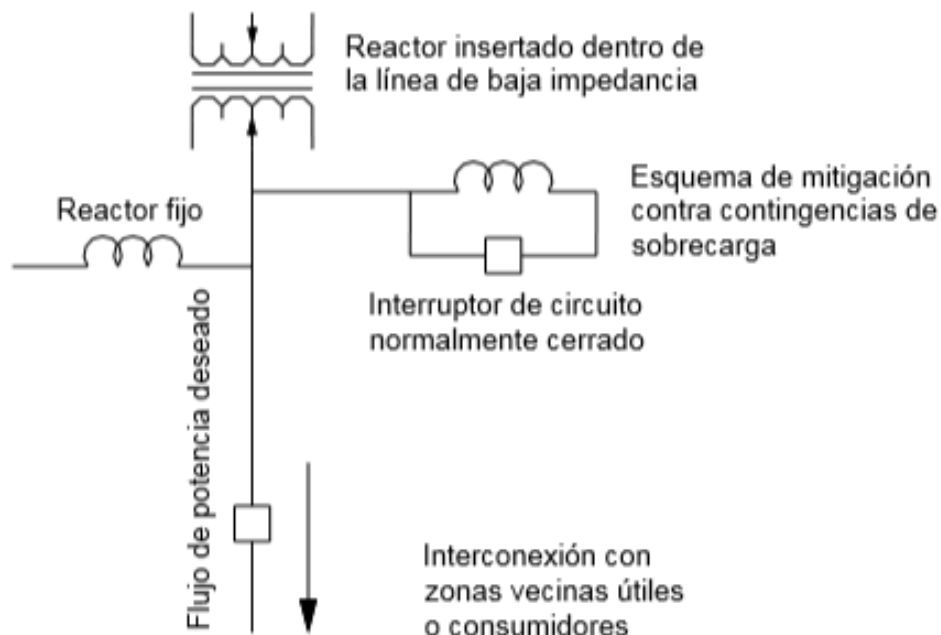 Reactor insertado dentro de
la línea de baja impedancia
Esquema de mitigación
contra contingencias de
sobrecarga
Reactor fijo
Interruptor de circuito
normalmente cerrado
Flujo de potencia deseado
Interconexión con
zonas vecinas útiles
o consumidores